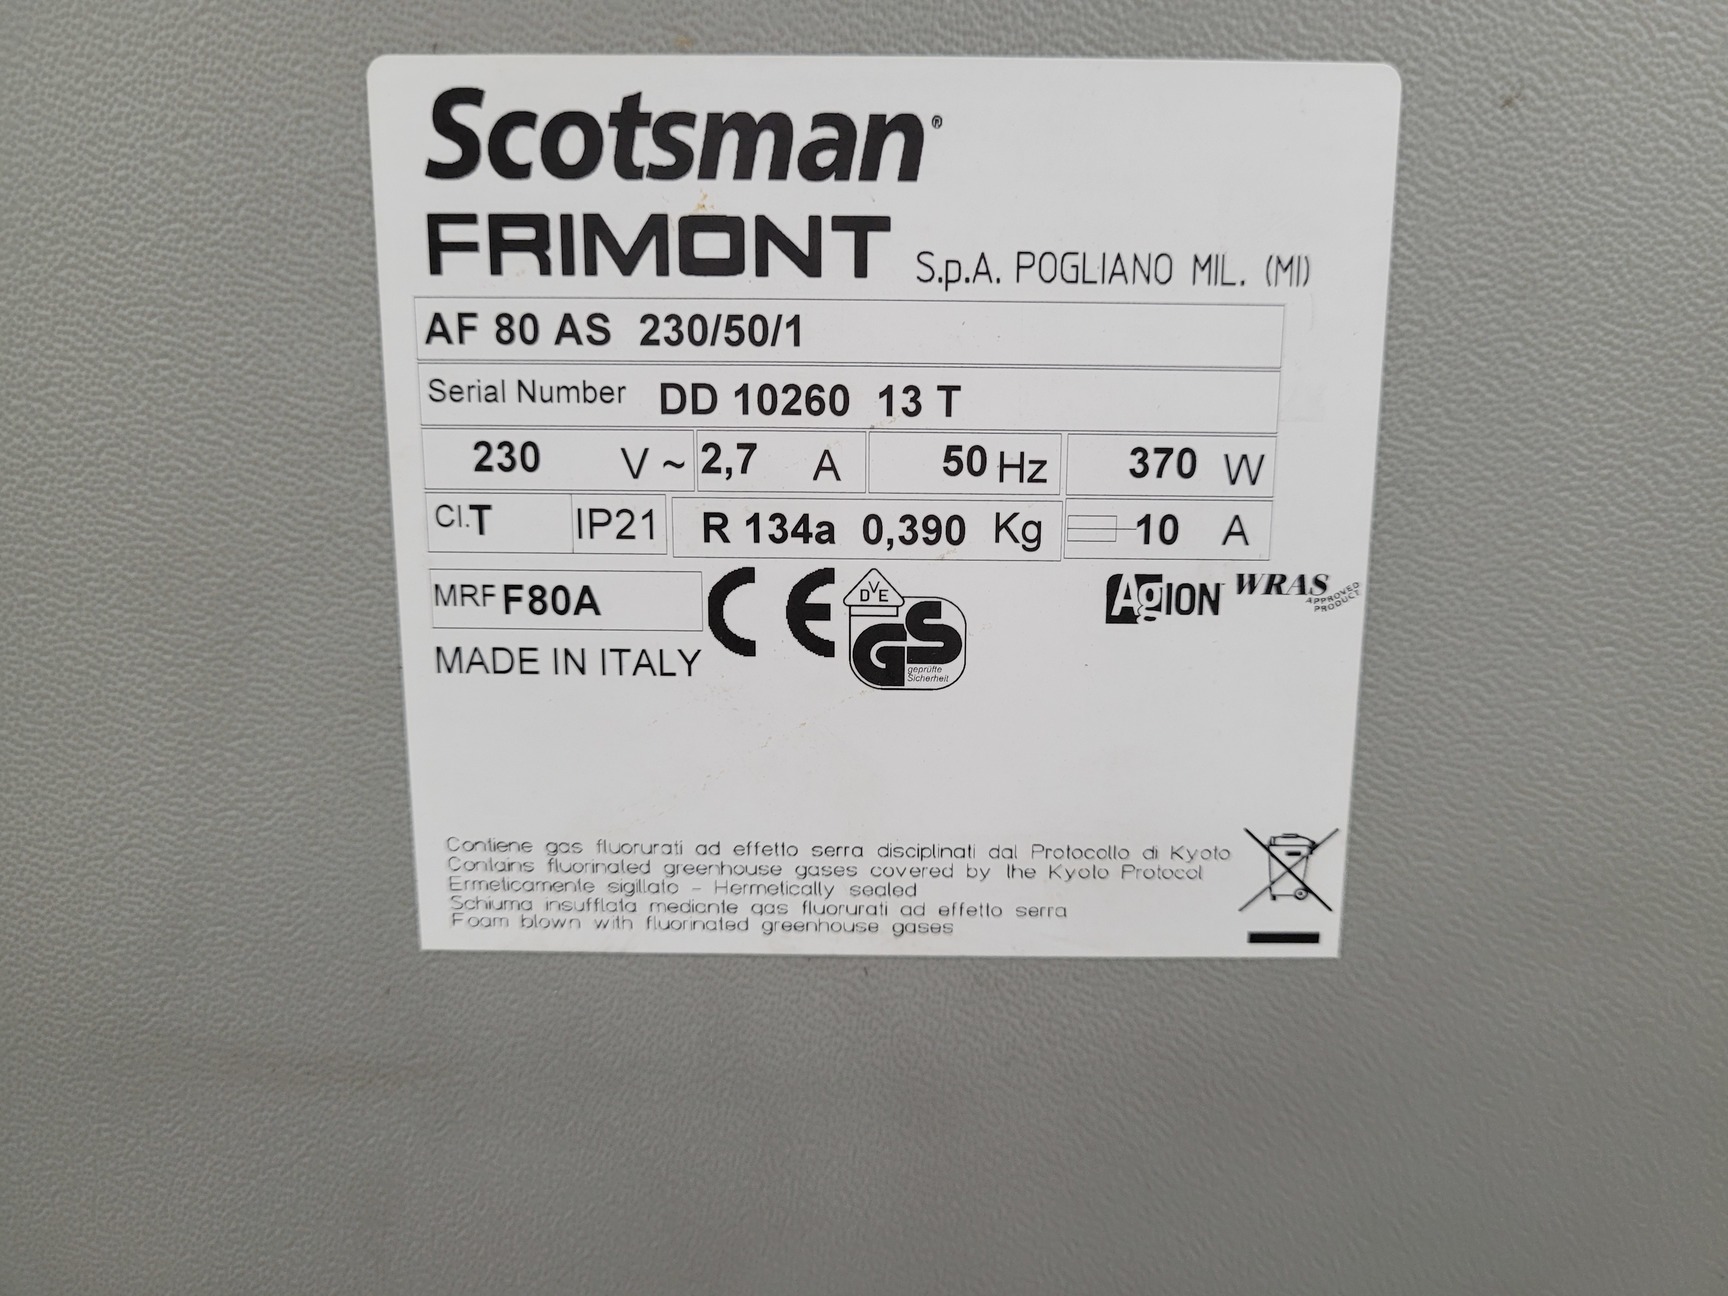 Scotsman®
FRIMONT S.p.A. POGLIANO MIL. (MI)
AF 80 AS 230/50/1
Serial Number DD 10260 13 T
230 V ~ 2,7 A 50 Hz 370 W
Cl.T IP21 R 134a 0,390 Kg 10 A
MRF F80A
CE
DVE
GS
geprüfte
Sicherheit
AgION
WRAS
APPROVED
PRODUCT
MADE IN ITALY
Contiene gas fluorurati ad effetto serra disciplinati dal Protocollo di Kyoto
Contains fluorinated greenhouse gases covered by the Kyoto Protocol
Ermeticamente sigillato - Hermetically sealed
Schiuma insufflata mediante gas fluorurati ad effetto serra
Foam blown with fluorinated greenhouse gases